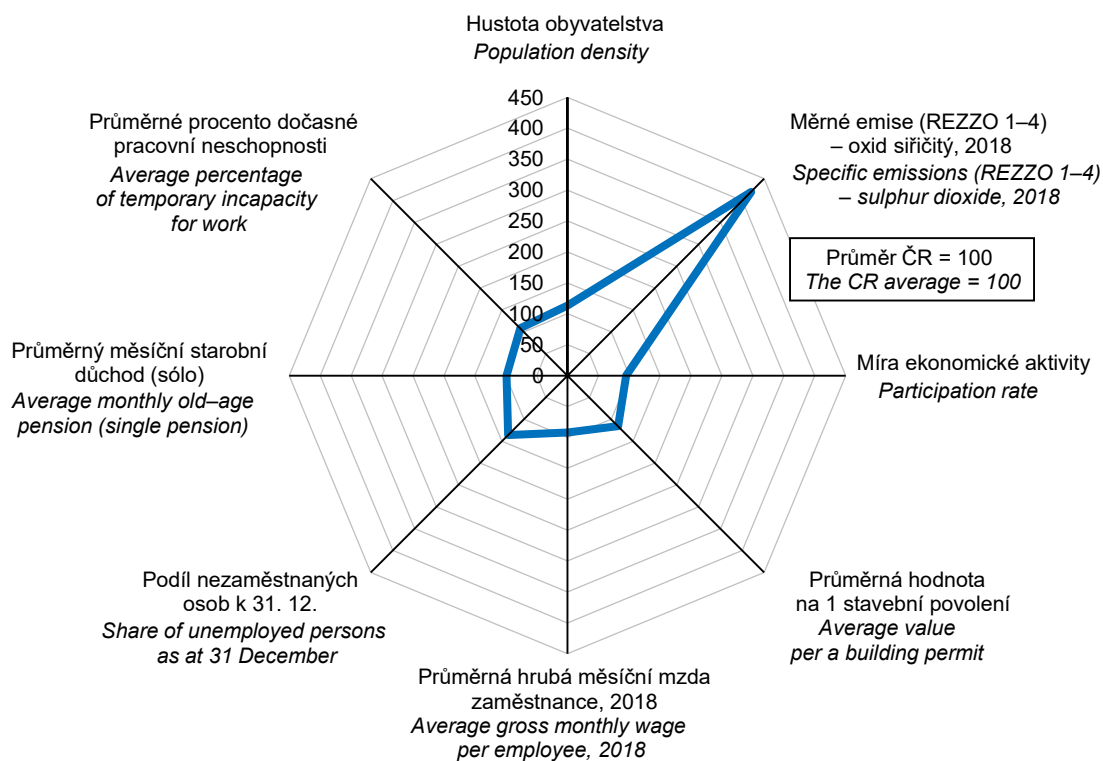 Hustota obyvatelstva
Population density
450
400
350
300
250
200
150
100
50
0
Měrné emise (REZZO 1–4)
– oxid siřičitý, 2018
Specific emissions (REZZO 1–4)
– sulphur dioxide, 2018
Průměr ČR = 100
The CR average = 100
Míra ekonomické aktivity
Participation rate
Průměrná hodnota
na 1 stavební povolení
Average value
per a building permit
Průměrná hrubá měsíční mzda
zaměstnance, 2018
Average gross monthly wage
per employee, 2018
Podíl nezaměstnaných
osob k 31. 12.
Share of unemployed persons
as at 31 December
Průměrný měsíční starobní
důchod (sólo)
Average monthly old–age
pension (single pension)
Průměrné procento dočasné
pracovní neschopnosti
Average percentage
of temporary incapacity
for work